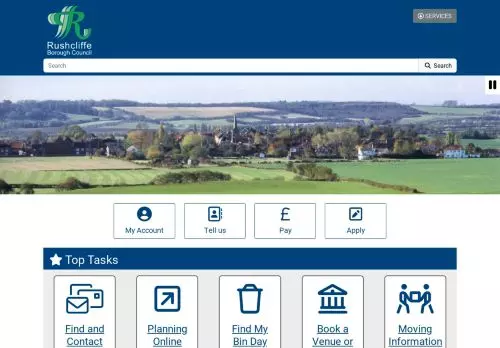 SERVICES
Rushcliffe
Borough Council
Search
Search
My Account
Tell us
Pay
Apply
Top Tasks
Find and
Contact
Planning
Online
Find My
Bin Day
Book a
Venue or
Moving
Information